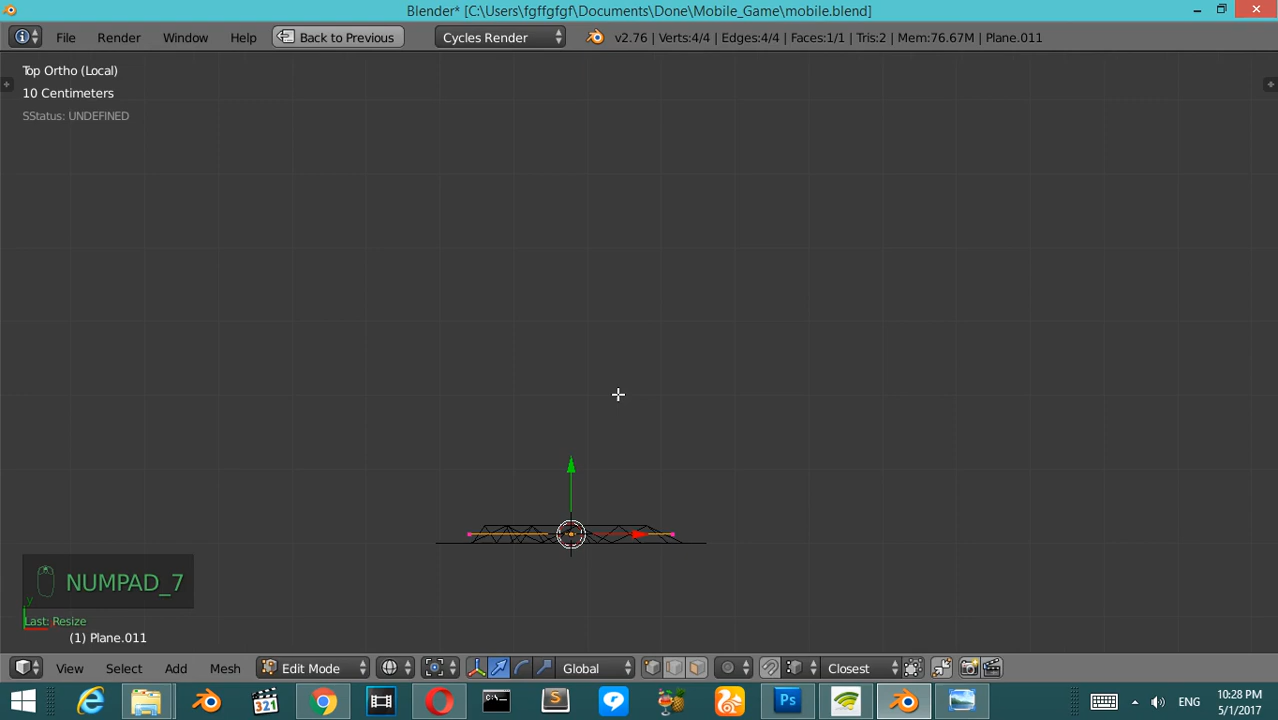 Blender* [C:\Users\fgffgfgf\Documents\Done\Mobile_Game\mobile.blend]
File Render Window Help Back to Previous Cycles Render v2.76 | Verts:4/4 | Edges:4/4 | Faces:1/1 | Tris:2 | Mem:76.67M | Plane.011
Top Ortho (Local)
10 Centimeters
SStatus: UNDEFINED
NUMPAD_7
y
Last: Resize
(1) Plane.011
View Select Add Mesh Edit Mode Global Closest
321
C:\
S
Ps
ENG
10:28 PM
5/1/2017